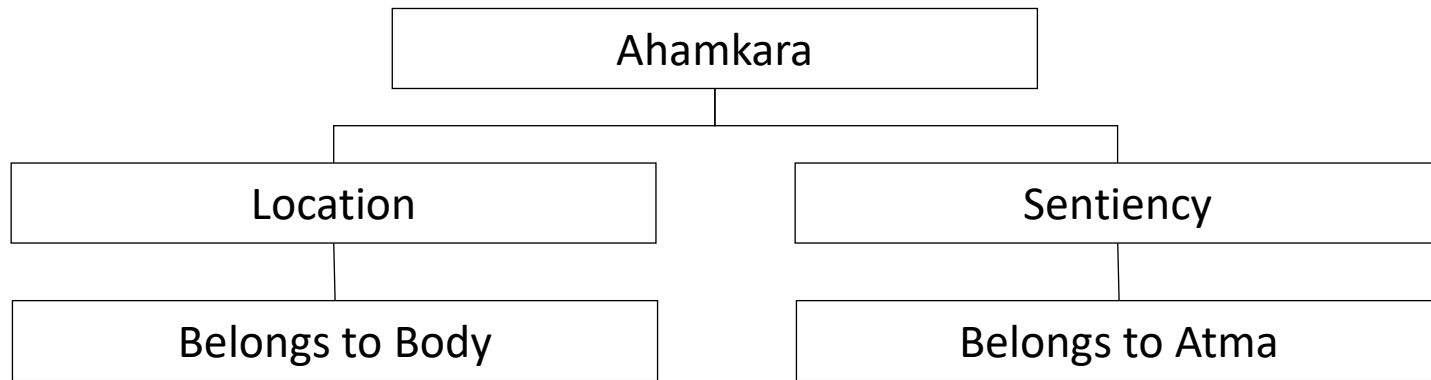 Ahamkara
Location
Sentiency
Belongs to Body
Belongs to Atma